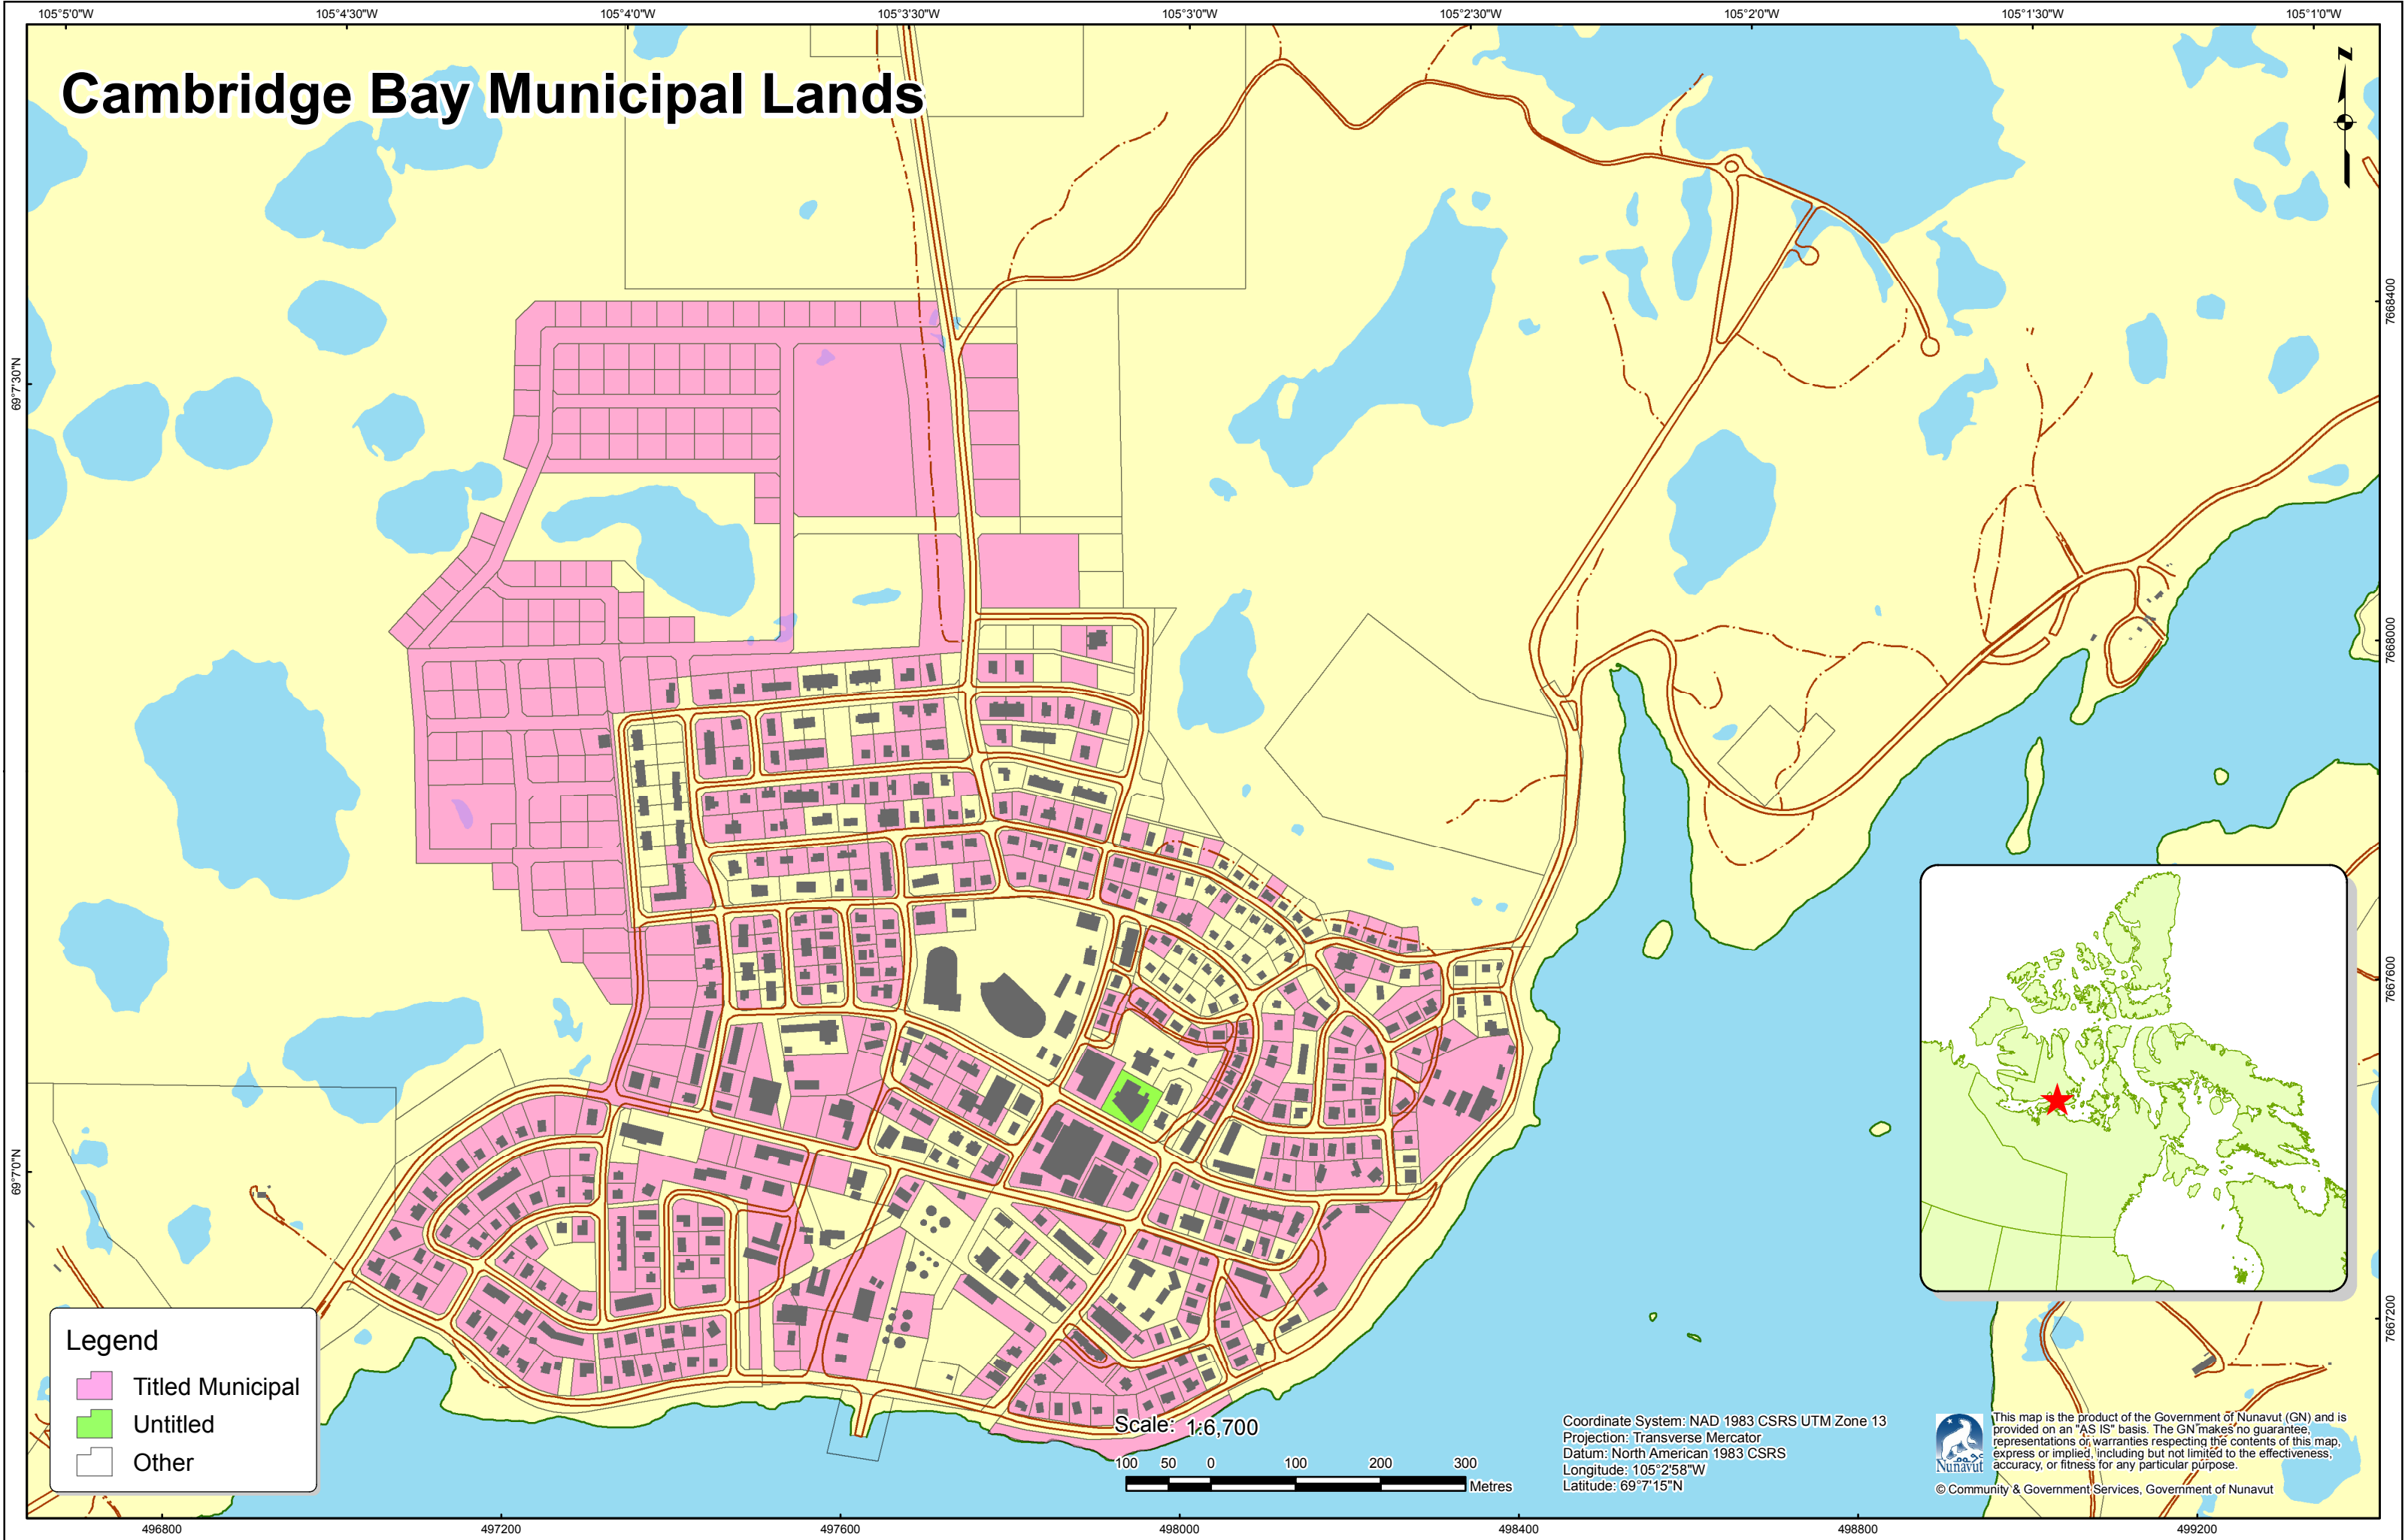 105°5'0"W 105°4'30"W 105°4'0"W 105°3'30"W 105°3'0"W 105°2'30"W 105°2'0"W 105°1'30"W 105°1'0"W
Cambridge Bay Municipal Lands
N
7668400
69°7'30"N
7668000
7667600
69°7'0"N
7667200
Legend
Titled Municipal
Untitled
Other
Scale: 1:6,700
100 50 0 100 200 300
Metres
Coordinate System: NAD 1983 CSRS UTM Zone 13
Projection: Transverse Mercator
Datum: North American 1983 CSRS
Longitude: 105°2'58"W
Latitude: 69°7'15"N
Nunavut
This map is the product of the Government of Nunavut (GN) and is
provided on an "AS IS" basis. The GN makes no guarantee,
representations or warranties respecting the contents of this map,
express or implied, including but not limited to the effectiveness,
accuracy, or fitness for any particular purpose.
© Community & Government Services, Government of Nunavut
496800 497200 497600 498000 498400 498800 499200